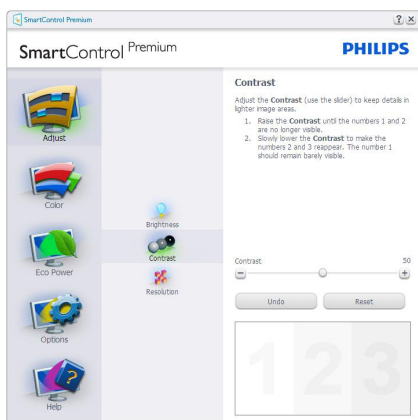 SmartControl Premium
SmartControl Premium
PHILIPS
Adjust
Color
Eco Power
Options
Help
Brightness
Contrast
Resolution
Contrast
Adjust the Contrast (use the slider) to keep details in
lighter image areas.
1. Raise the Contrast until the numbers 1 and 2
are no longer visible.
2. Slowly lower the Contrast to make the
numbers 2 and 3 reappear. The number 1
should remain barely visible.
Contrast 50
Undo Reset
1 2 3